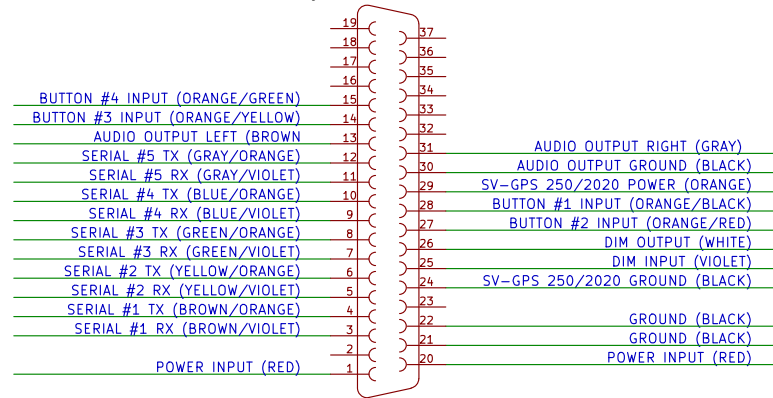 19
18
17
16
BUTTON #4 INPUT (ORANGE/GREEN) 15
BUTTON #3 INPUT (ORANGE/YELLOW) 14
AUDIO OUTPUT LEFT (BROWN 13
SERIAL #5 TX (GRAY/ORANGE) 12
SERIAL #5 RX (GRAY/VIOLET) 11
SERIAL #4 TX (BLUE/ORANGE) 10
SERIAL #4 RX (BLUE/VIOLET) 9
SERIAL #3 TX (GREEN/ORANGE) 8
SERIAL #3 RX (GREEN/VIOLET) 7
SERIAL #2 TX (YELLOW/ORANGE) 6
SERIAL #2 RX (YELLOW/VIOLET) 5
SERIAL #1 TX (BROWN/ORANGE) 4
SERIAL #1 RX (BROWN/VIOLET) 3
2
POWER INPUT (RED) 1
37
36
35
34
33
32
31 AUDIO OUTPUT RIGHT (GRAY)
30 AUDIO OUTPUT GROUND (BLACK)
29 SV-GPS 250/2020 POWER (ORANGE)
28 BUTTON #1 INPUT (ORANGE/BLACK)
27 BUTTON #2 INPUT (ORANGE/RED)
26 DIM OUTPUT (WHITE)
25 DIM INPUT (VIOLET)
24 SV-GPS 250/2020 GROUND (BLACK)
23
22 GROUND (BLACK)
21 GROUND (BLACK)
20 POWER INPUT (RED)